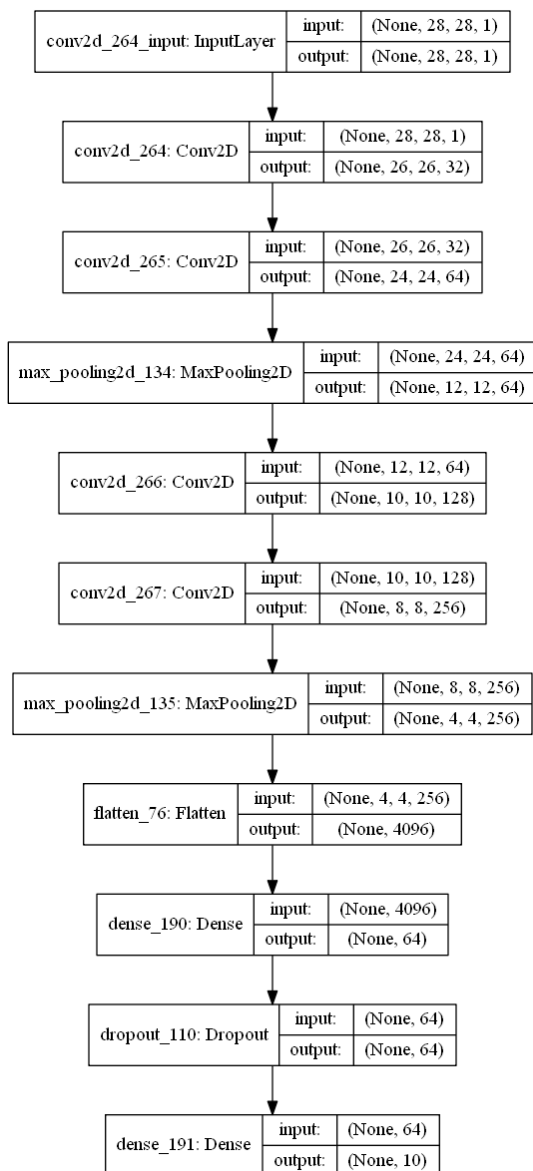 conv2d_264_input: InputLayer
input: (None, 28, 28, 1)
output: (None, 28, 28, 1)
conv2d_264: Conv2D
input: (None, 28, 28, 1)
output: (None, 26, 26, 32)
conv2d_265: Conv2D
input: (None, 26, 26, 32)
output: (None, 24, 24, 64)
max_pooling2d_134: MaxPooling2D
input: (None, 24, 24, 64)
output: (None, 12, 12, 64)
conv2d_266: Conv2D
input: (None, 12, 12, 64)
output: (None, 10, 10, 128)
conv2d_267: Conv2D
input: (None, 10, 10, 128)
output: (None, 8, 8, 256)
max_pooling2d_135: MaxPooling2D
input: (None, 8, 8, 256)
output: (None, 4, 4, 256)
flatten_76: Flatten
input: (None, 4, 4, 256)
output: (None, 4096)
dense_190: Dense
input: (None, 4096)
output: (None, 64)
dropout_110: Dropout
input: (None, 64)
output: (None, 64)
dense_191: Dense
input: (None, 64)
output: (None, 10)